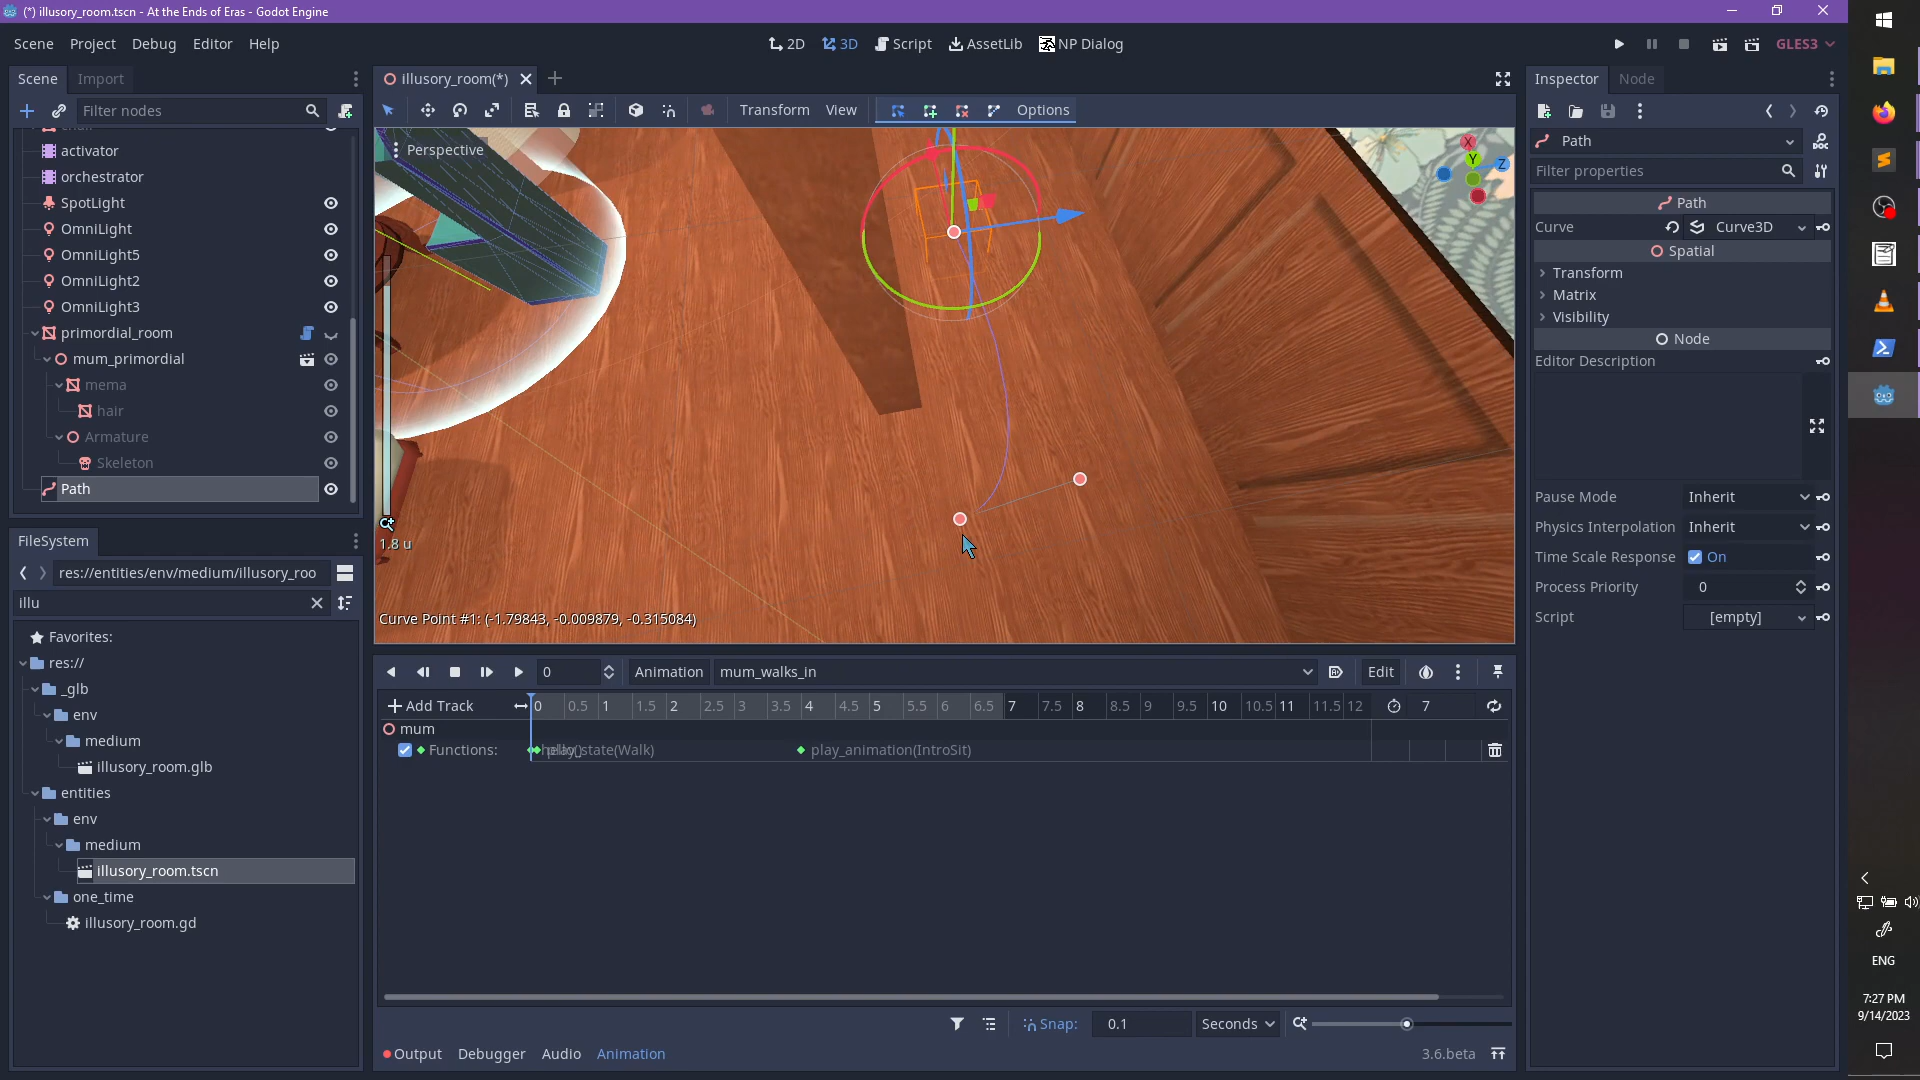 (*) illusory_room.tscn - At the Ends of Eras - Godot Engine
Scene Project Debug Editor Help
2D 3D Script AssetLib NP Dialog
GLES3
Scene Import
Filter nodes
activator
orchestrator
SpotLight
OmniLight
OmniLight5
OmniLight2
OmniLight3
primordial_room
mum_primordial
mema
hair
Armature
Skeleton
Path
FileSystem
res://entities/env/medium/illusory_roo
illu
Favorites:
res://
_glb
env
medium
illusory_room.glb
entities
env
medium
illusory_room.tscn
one_time
illusory_room.gd
illusory_room(*)
Transform View Options
Perspective
X
Y
Z
1.8 u
Curve Point #1: (-1.79843, -0.009879, -0.315084)
0 Animation mum_walks_in Edit
Add Track 0 0.5 1 1.5 2 2.5 3 3.5 4 4.5 5 5.5 6 6.5 7 7.5 8 8.5 9 9.5 10 10.5 11 11.5 12 7
mum
Functions: play_state(Walk) play_animation(IntroSit)
Snap: 0.1 Seconds
Output Debugger Audio Animation 3.6.beta
Inspector Node
Path
Filter properties
Path
Curve Curve3D
Spatial
Transform
Matrix
Visibility
Node
Editor Description
Pause Mode Inherit
Physics Interpolation Inherit
Time Scale Response On
Process Priority 0
Script [empty]
ENG
7:27 PM
9/14/2023